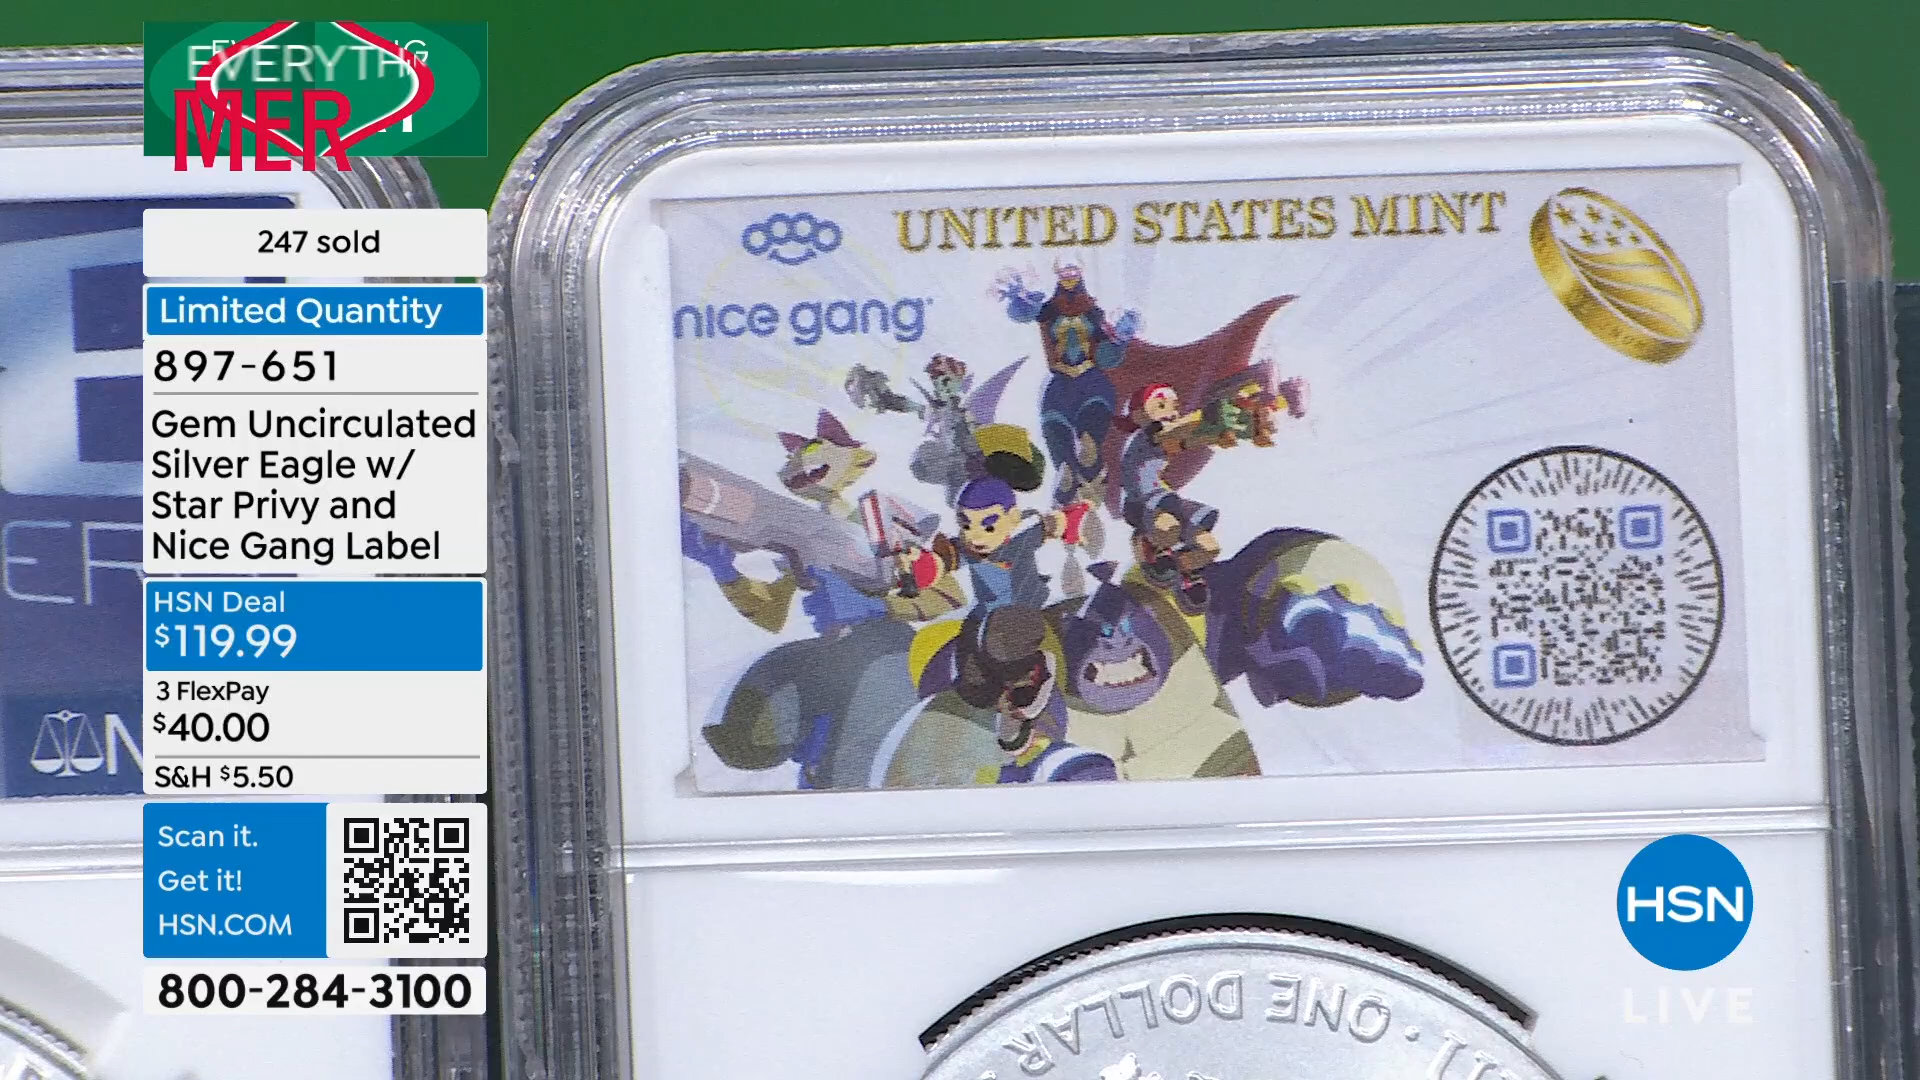 EVERYTHING
MER
247 sold
Limited Quantity
897-651
Gem Uncirculated
Silver Eagle w/
Star Privy and
Nice Gang Label
HSN Deal
$119.99
3 FlexPay
$40.00
S&H $5.50
Scan it.
Get it!
HSN.COM
800-284-3100
UNITED STATES MINT
nice gang
ONE DOLLAR
HSN
LIVE